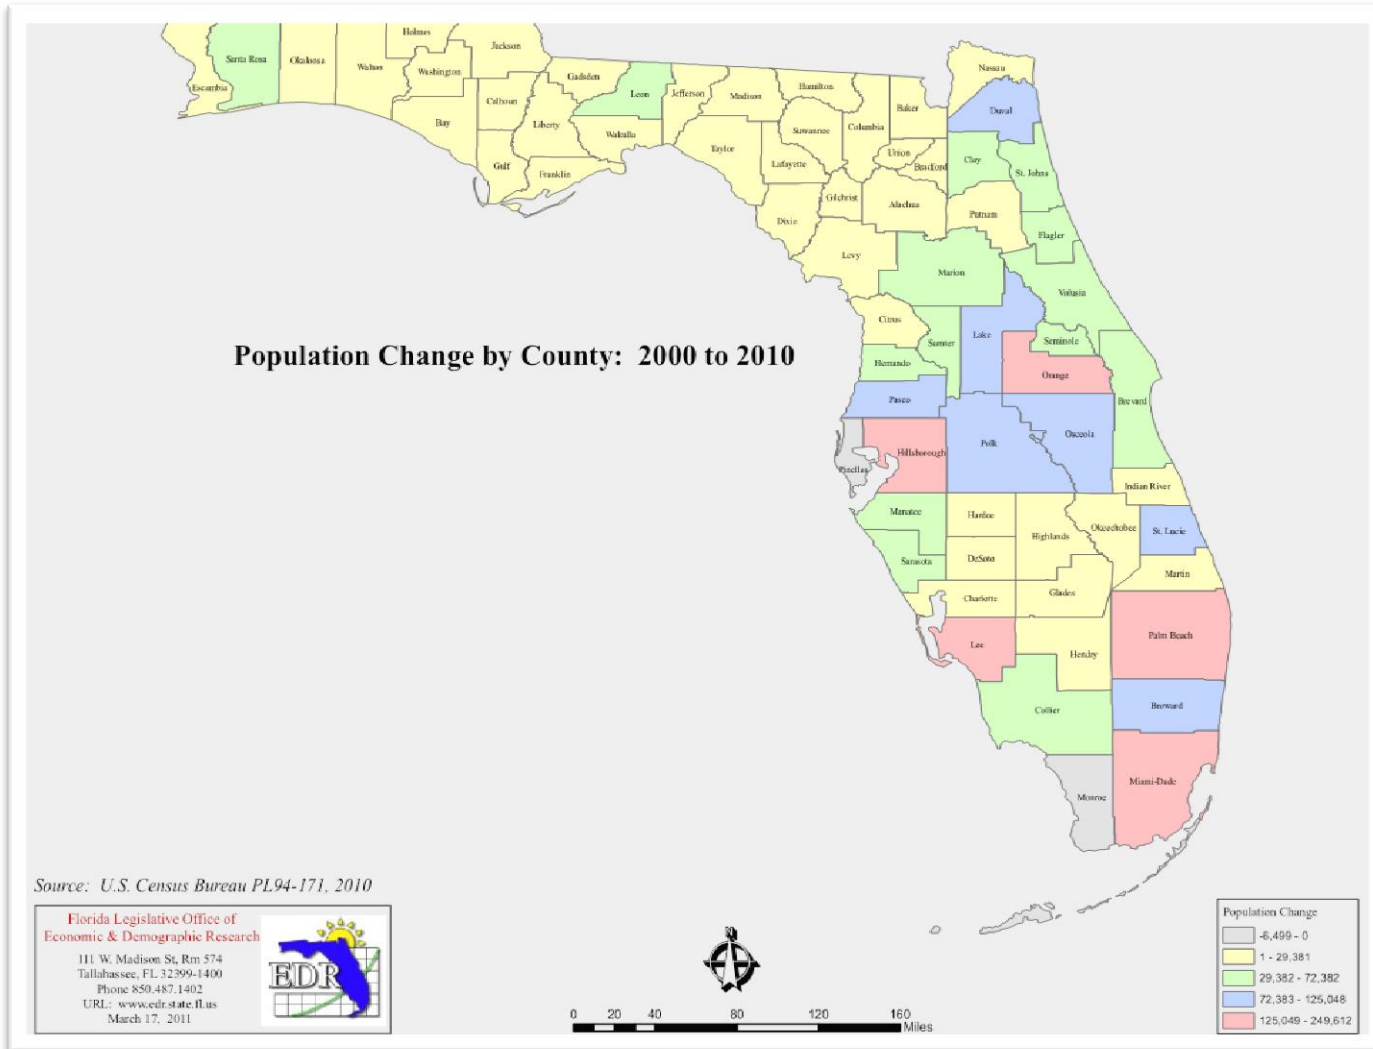 Holmes
Jackson
Santa Rosa
Okaloosa
Walton
Washington
Escambia
Gadsden
Leon
Jefferson
Madison
Hamilton
Nassau
Calhoun
Bay
Liberty
Wakulla
Suwannee
Columbia
Baker
Duval
Gulf
Franklin
Taylor
Lafayette
Union
Bradford
Clay
St. Johns
Dixie
Gilchrist
Alachua
Putnam
Flagler
Levy
Marion
Volusia
Citrus
Sumter
Lake
Seminole
Population Change by County: 2000 to 2010
Hernando
Orange
Pasco
Brevard
Pinellas
Hillsborough
Polk
Osceola
Indian River
Manatee
Hardee
Highlands
Okeechobee
St. Lucie
Sarasota
DeSoto
Martin
Charlotte
Glades
Lee
Hendry
Palm Beach
Collier
Broward
Monroe
Miami-Dade
Source: U.S. Census Bureau PL94-171, 2010
Florida Legislative Office of
Economic & Demographic Research
111 W. Madison St, Rm 574
Tallahassee, FL 32399-1400
Phone 850.487.1402
URL: www.edr.state.fl.us
March 17, 2011
EDR
N
0 20 40 80 120 160
Miles
Population Change
-6,499 - 0
1 - 29,381
29,382 - 72,382
72,383 - 125,048
125,049 - 249,612